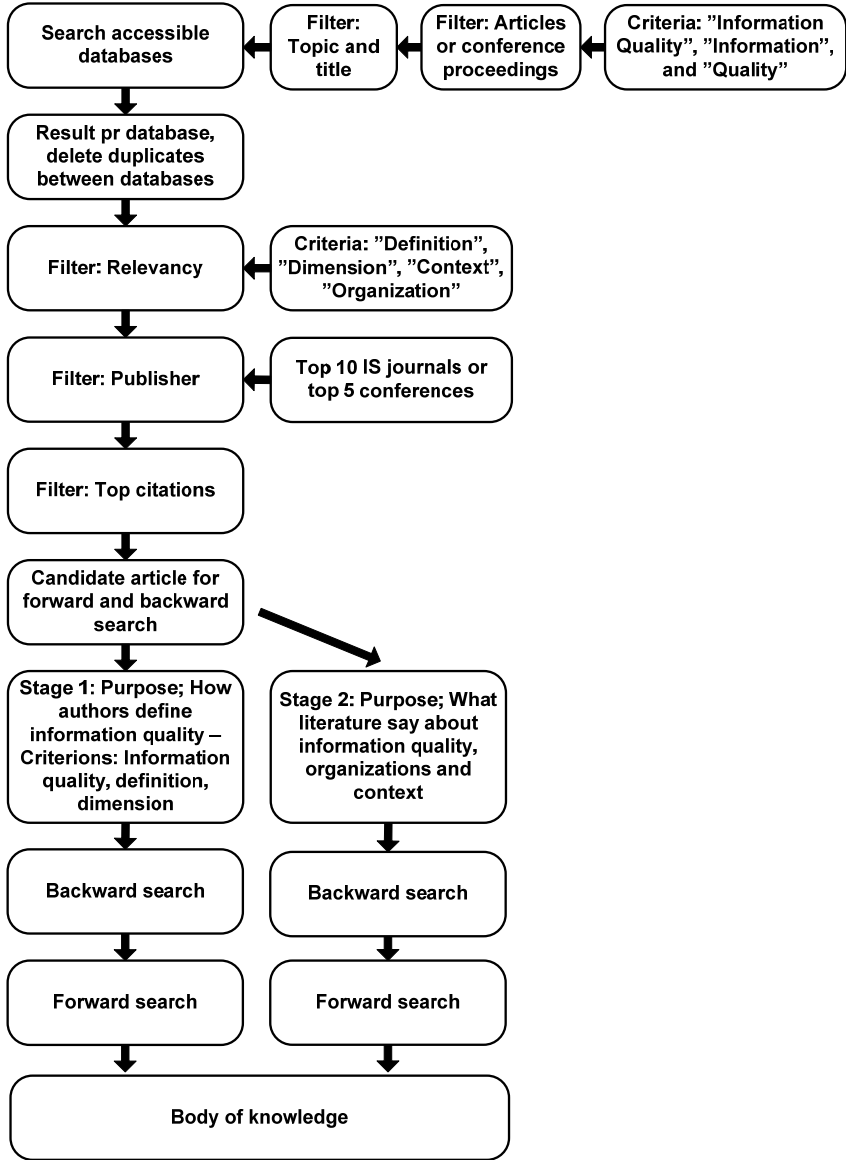 Search accessible
databases
Filter:
Topic and
title
Filter: Articles
or conference
proceedings
Criteria: ”Information
Quality”, ”Information”,
and ”Quality”
Result pr database,
delete duplicates
between databases
Filter: Relevancy
Criteria: ”Definition”,
”Dimension”, ”Context”,
”Organization”
Filter: Publisher
Top 10 IS journals or
top 5 conferences
Filter: Top citations
Candidate article for
forward and backward
search
Stage 1: Purpose; How
authors define
information quality –
Criterions: Information
quality, definition,
dimension
Stage 2: Purpose; What
literature say about
information quality,
organizations and
context
Backward search
Backward search
Forward search
Forward search
Body of knowledge